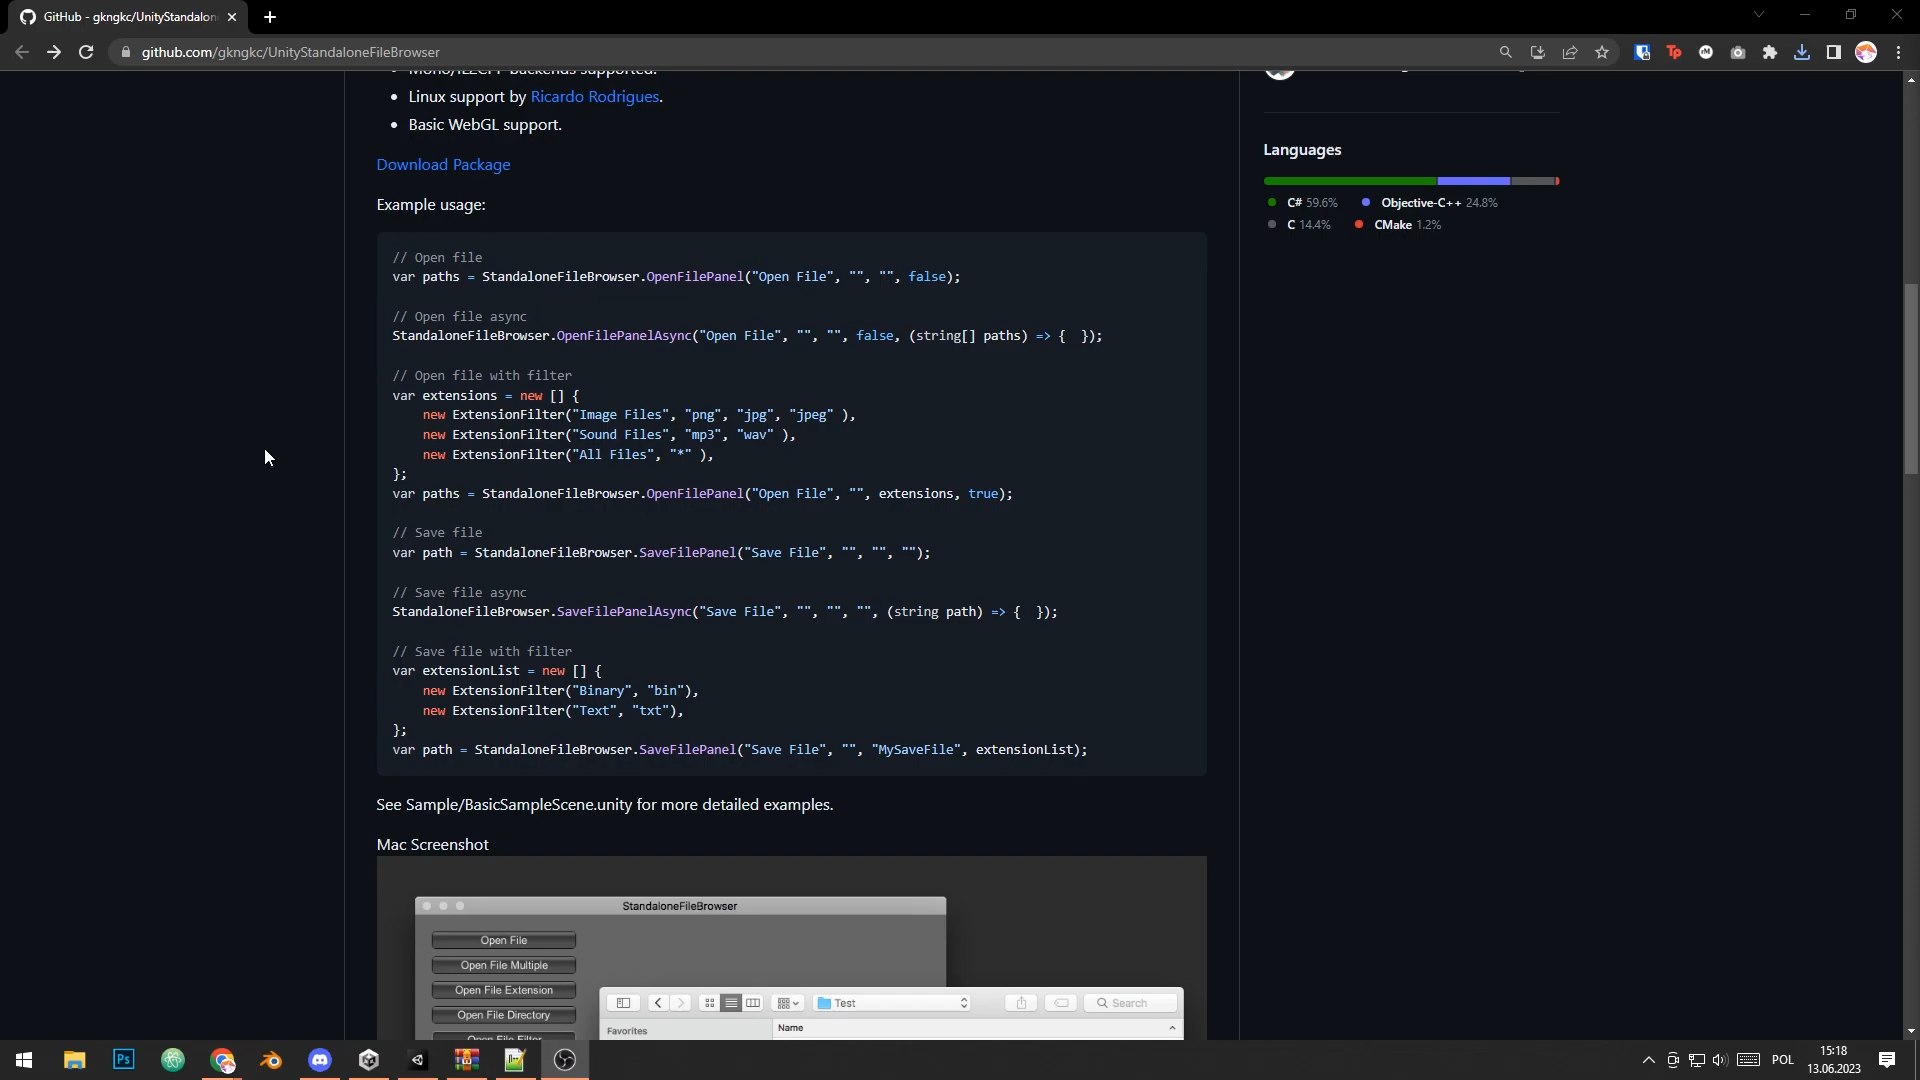 GitHub - gkngkc/UnityStandalon
github.com/gkngkc/UnityStandaloneFileBrowser
Linux support by Ricardo Rodrigues.
Basic WebGL support.
Download Package
Example usage:
// Open file
var paths = StandaloneFileBrowser.OpenFilePanel("Open File", "", "", false);
// Open file async
StandaloneFileBrowser.OpenFilePanelAsync("Open File", "", "", false, (string[] paths) => {  });
// Open file with filter
var extensions = new [] {
new ExtensionFilter("Image Files", "png", "jpg", "jpeg" ),
new ExtensionFilter("Sound Files", "mp3", "wav" ),
new ExtensionFilter("All Files", "*" ),
};
var paths = StandaloneFileBrowser.OpenFilePanel("Open File", "", extensions, true);
// Save file
var path = StandaloneFileBrowser.SaveFilePanel("Save File", "", "", "");
// Save file async
StandaloneFileBrowser.SaveFilePanelAsync("Save File", "", "", "", (string path) => {  });
// Save file with filter
var extensionList = new [] {
new ExtensionFilter("Binary", "bin"),
new ExtensionFilter("Text", "txt"),
};
var path = StandaloneFileBrowser.SaveFilePanel("Save File", "", "MySaveFile", extensionList);
See Sample/BasicSampleScene.unity for more detailed examples.
Mac Screenshot
StandaloneFileBrowser
Open File
Open File Multiple
Open File Extension
Open File Directory
Open File Filter
Test
Search
Favorites
Name
Languages
C# 59.6%
Objective-C++ 24.8%
C 14.4%
CMake 1.2%
Ps
POL
15:18
13.06.2023